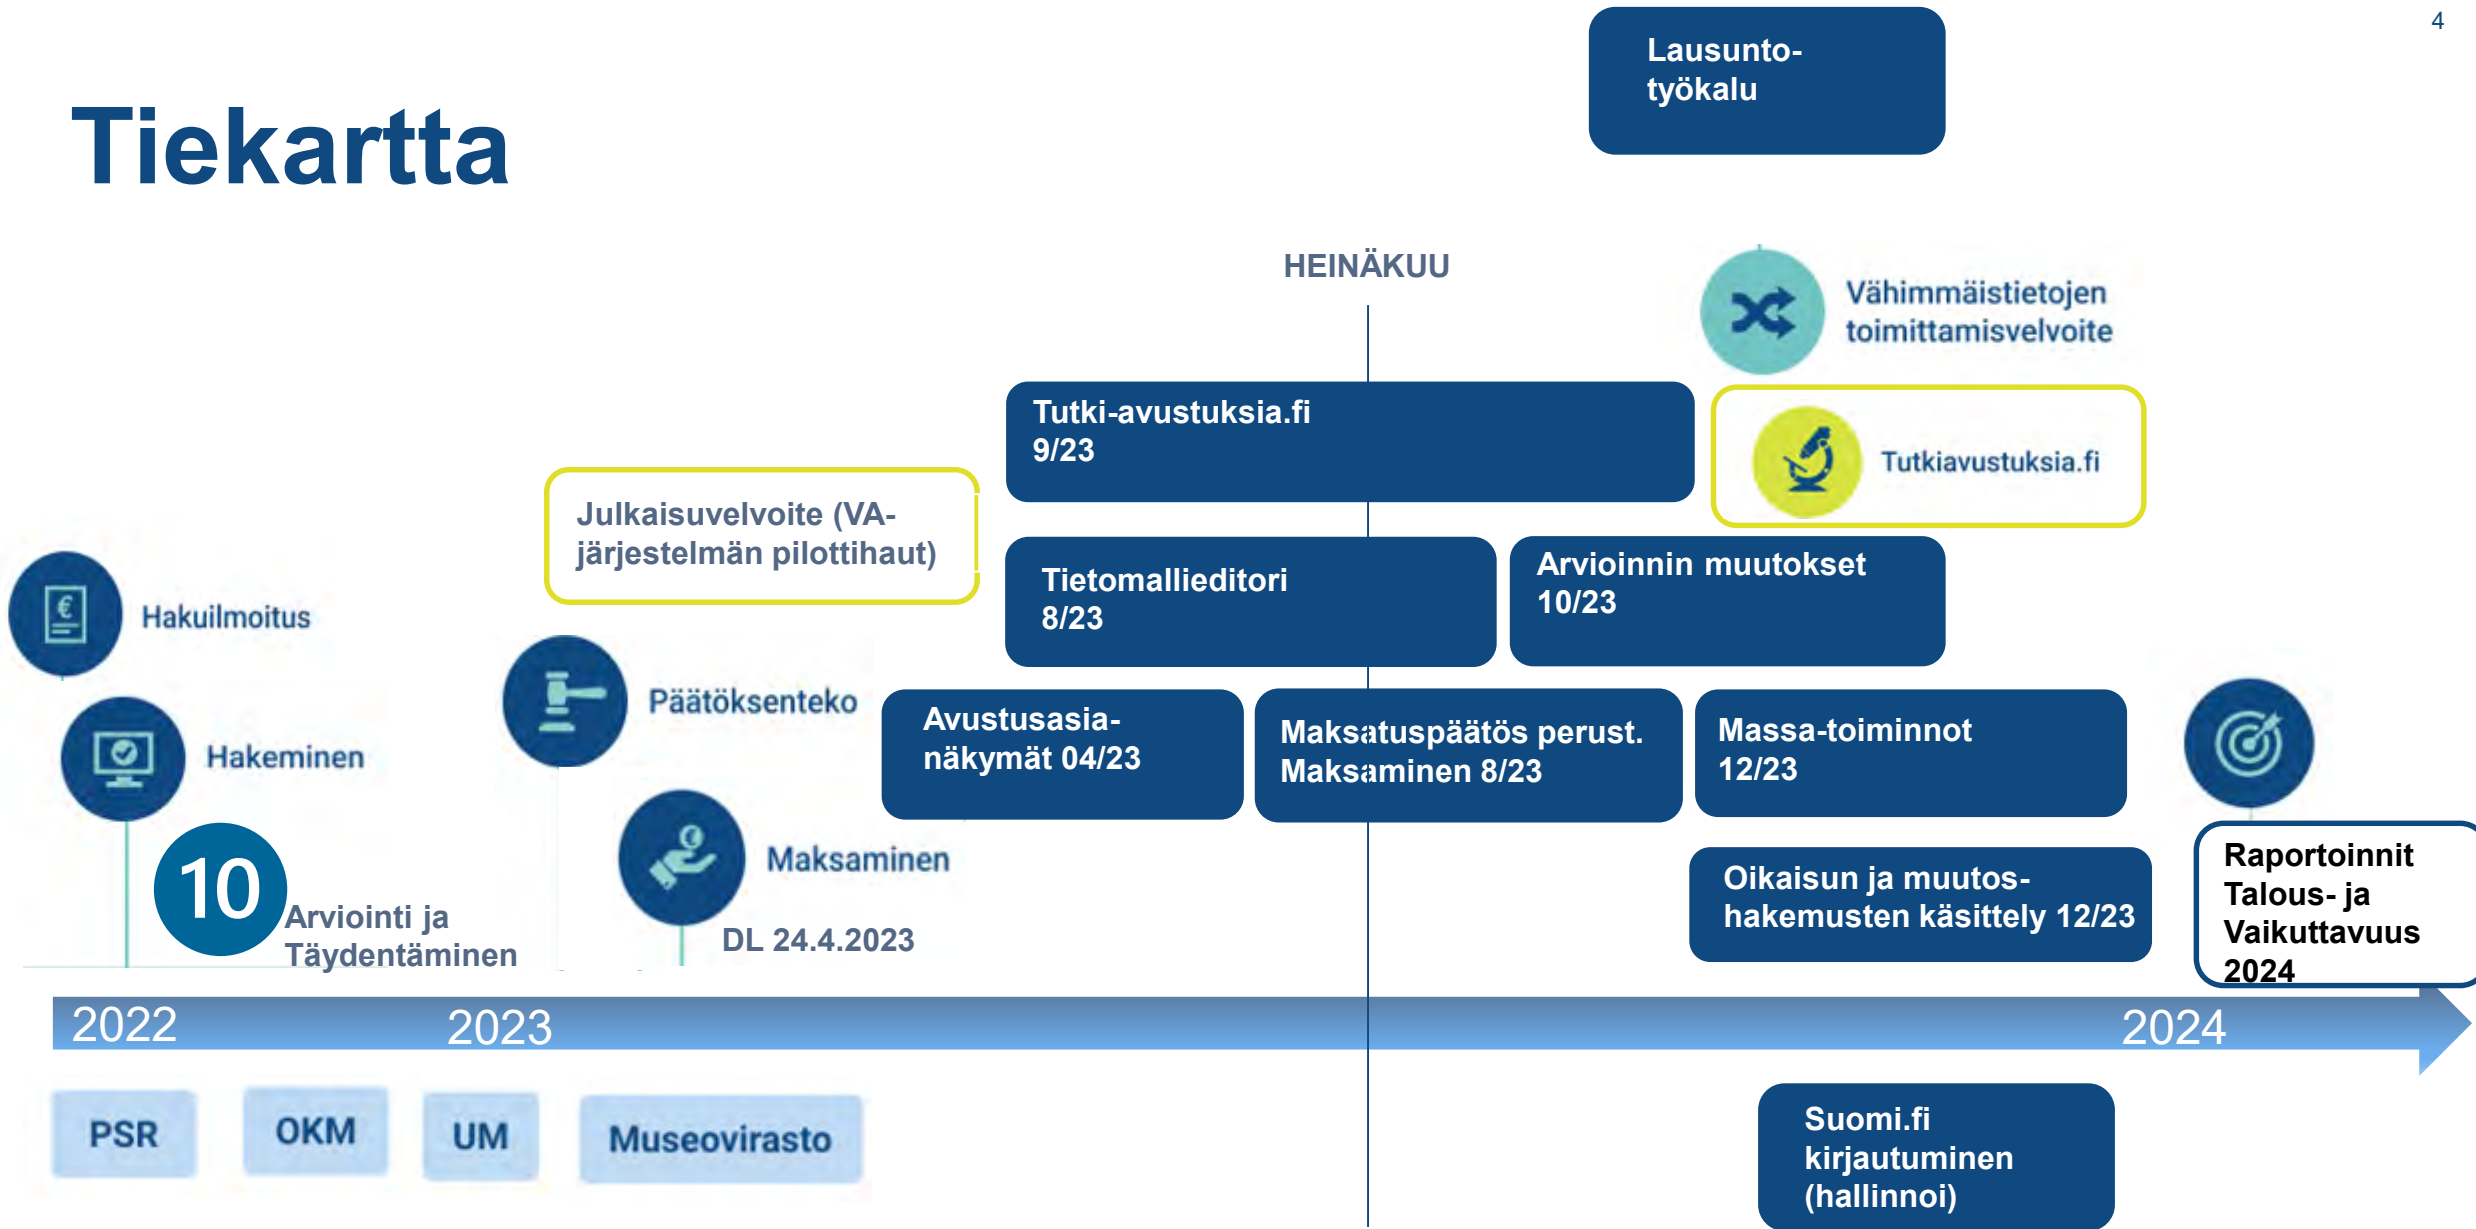 4
Lausunto-
työkalu
Tiekartta
HEINÄKUU
Vähimmäistietojen
toimittamisvelvoite
Tutki-avustuksia.fi
9/23
Tutkiavustuksia.fi
Julkaisuvelvoite (VA-
järjestelmän pilottihaut)
Tietomallieditori
8/23
Arvioinnin muutokset
10/23
Hakuilmoitus
Päätöksenteko
Avustusasia-
näkymät 04/23
Maksatuspäätös perust.
Maksaminen 8/23
Massa-toiminnot
12/23
Hakeminen
10
Arviointi ja
Täydentäminen
Maksaminen
DL 24.4.2023
Oikaisun ja muutos-
hakemusten käsittely 12/23
Raportoinnit
Talous- ja
Vaikuttavuus
2024
2022
2023
2024
PSR
OKM
UM
Museovirasto
Suomi.fi
kirjautuminen
(hallinnoi)